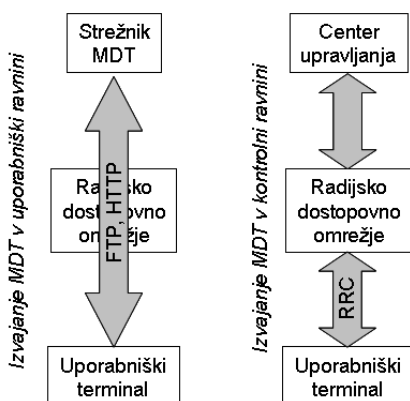 Izvajanje MDT v uporabniški ravnini
Strežnik
MDT
Radijsko
dostopovno
omrežje
FTP, HTTP
Uporabniški
terminal
Izvajanje MDT v kontrolni ravnini
Center
upravljanja
Radijsko
dostopovno
omrežje
RRC
Uporabniški
terminal